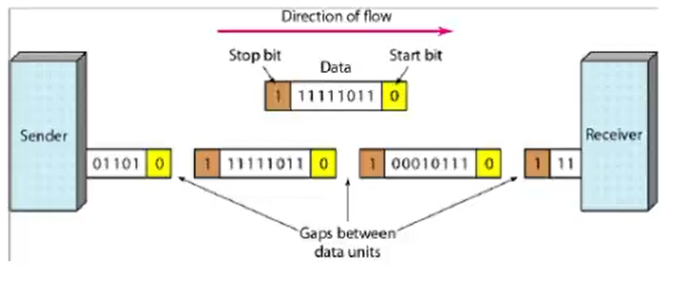 Direction of flow
Stop bit
Start bit
Data
1 11111011 0
Sender
Receiver
01101 0
1 11111011 0
1 00010111 0
1 11
Gaps between
data units